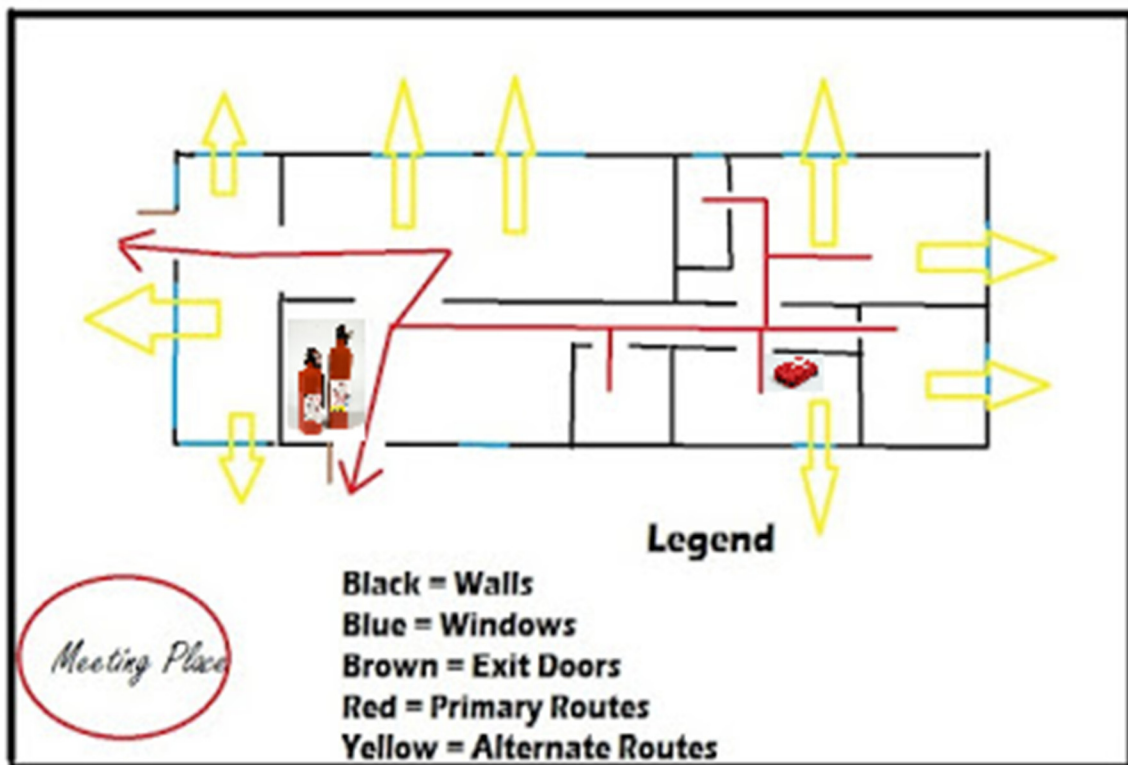 Legend
Black = Walls
Blue = Windows
Brown = Exit Doors
Red = Primary Routes
Yellow = Alternate Routes
Meeting Place